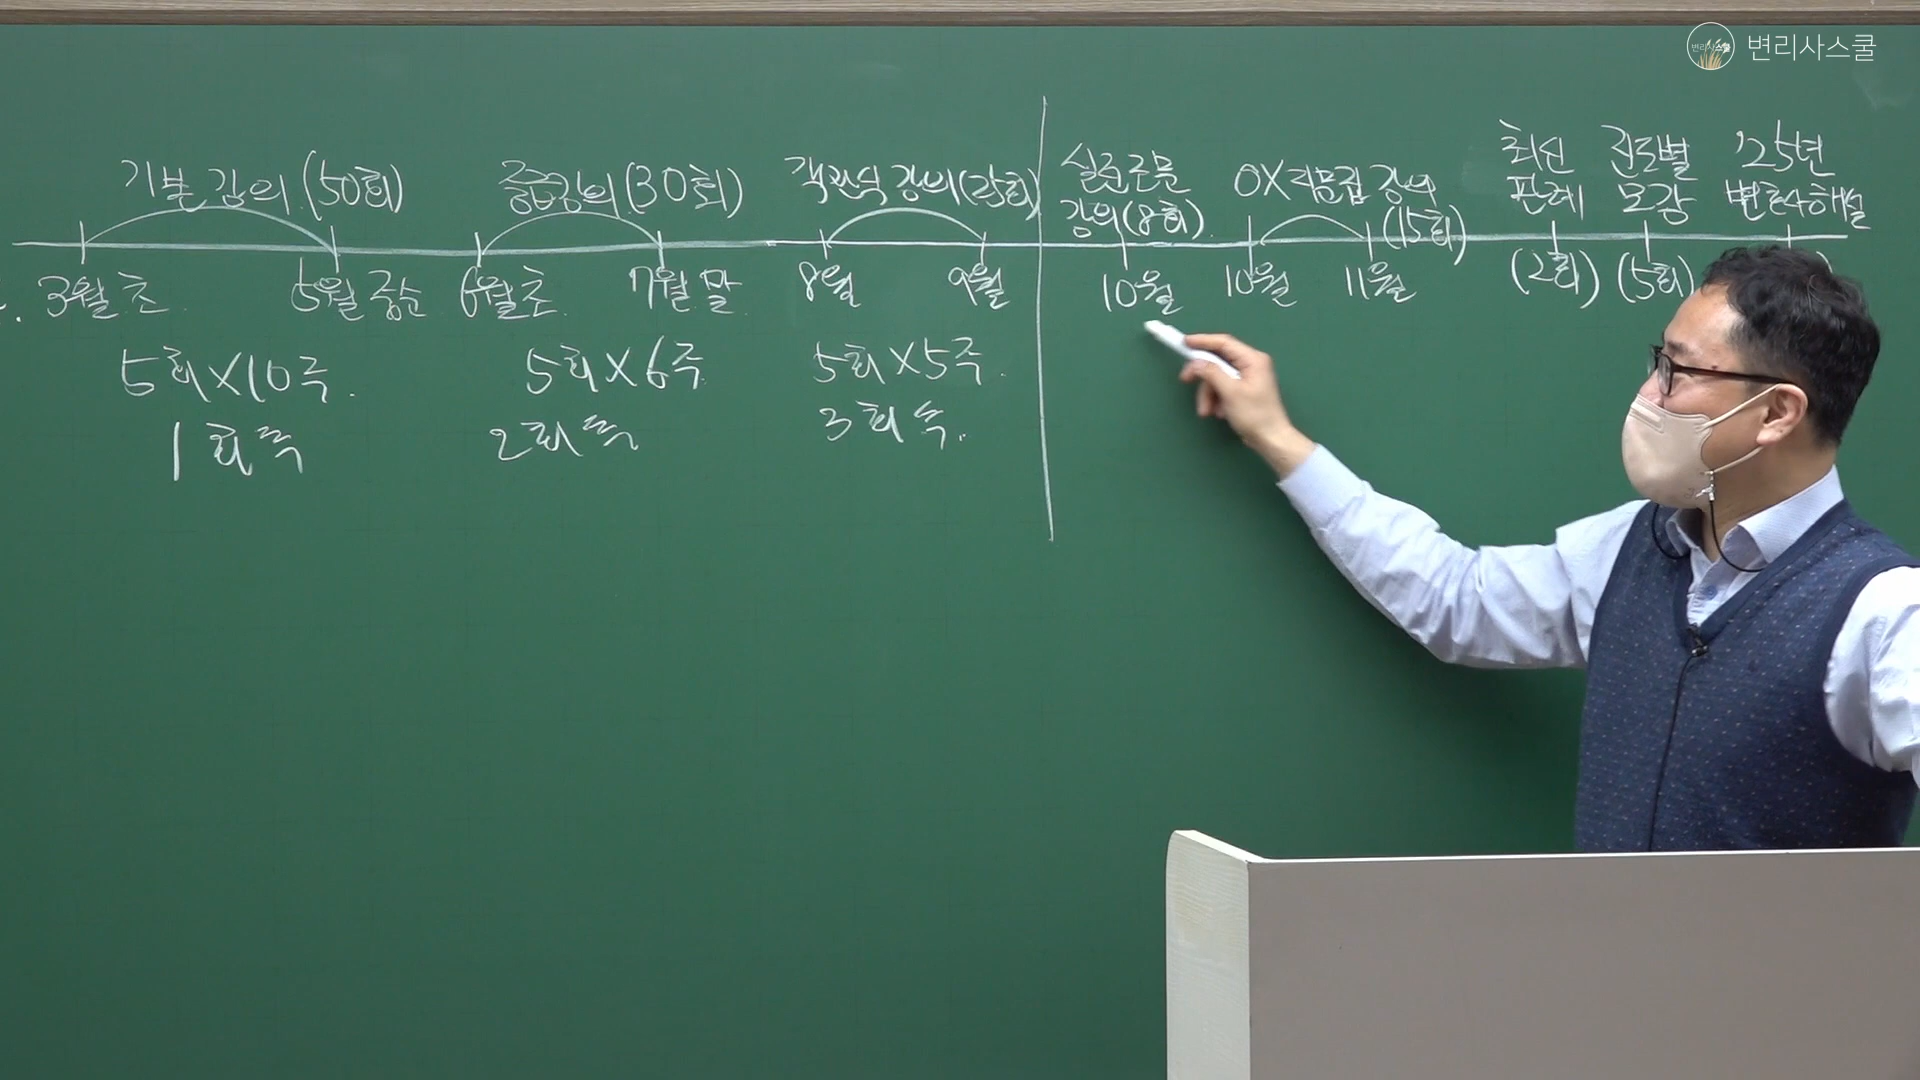 변리사스쿨
기본강의 (50회)
중급강의 (30회)
객관식 강의 (25회)
실전조문
강의 (8회)
OX지문집 강의
(15회)
최신
판례
진도별
모강
'25년
변천사해설
3월 초
5월 중순
6월 초
7월 말
8월
9월
10월
10월
11월
(2회)
(5회)
5회 X 10주.
5회 X 6주
5회 X 5주.
1회독
2회독
3회독.